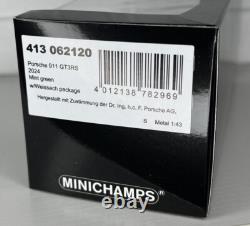 413 062120
Porsche 911 GT3RS
2024
Mint green
w/Weissach package
4 012138 782969
Hergestellt mit Zustimmung der Dr. Ing. h.c. F. Porsche AG.
S Metal 1:43
MINICHAMPS®